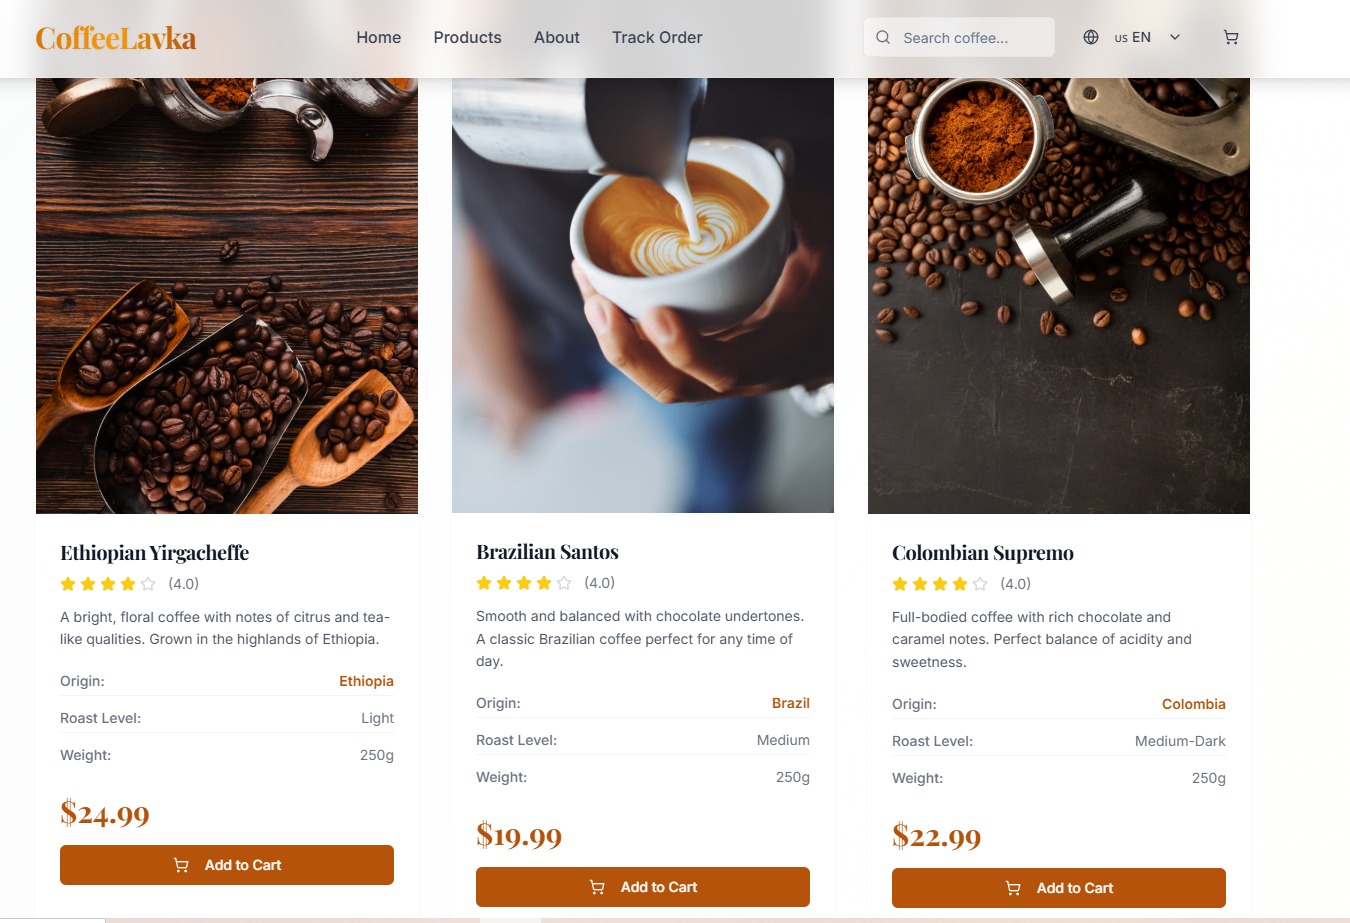 CoffeeLavka
Home
Products
About
Track Order
Search coffee...
us EN
Ethiopian Yirgacheffe
(4.0)
A bright, floral coffee with notes of citrus and tea-
like qualities. Grown in the highlands of Ethiopia.
Origin: Ethiopia
Roast Level: Light
Weight: 250g
$24.99
Add to Cart
Brazilian Santos
(4.0)
Smooth and balanced with chocolate undertones.
A classic Brazilian coffee perfect for any time of
day.
Origin: Brazil
Roast Level: Medium
Weight: 250g
$19.99
Add to Cart
Colombian Supremo
(4.0)
Full-bodied coffee with rich chocolate and
caramel notes. Perfect balance of acidity and
sweetness.
Origin: Colombia
Roast Level: Medium-Dark
Weight: 250g
$22.99
Add to Cart